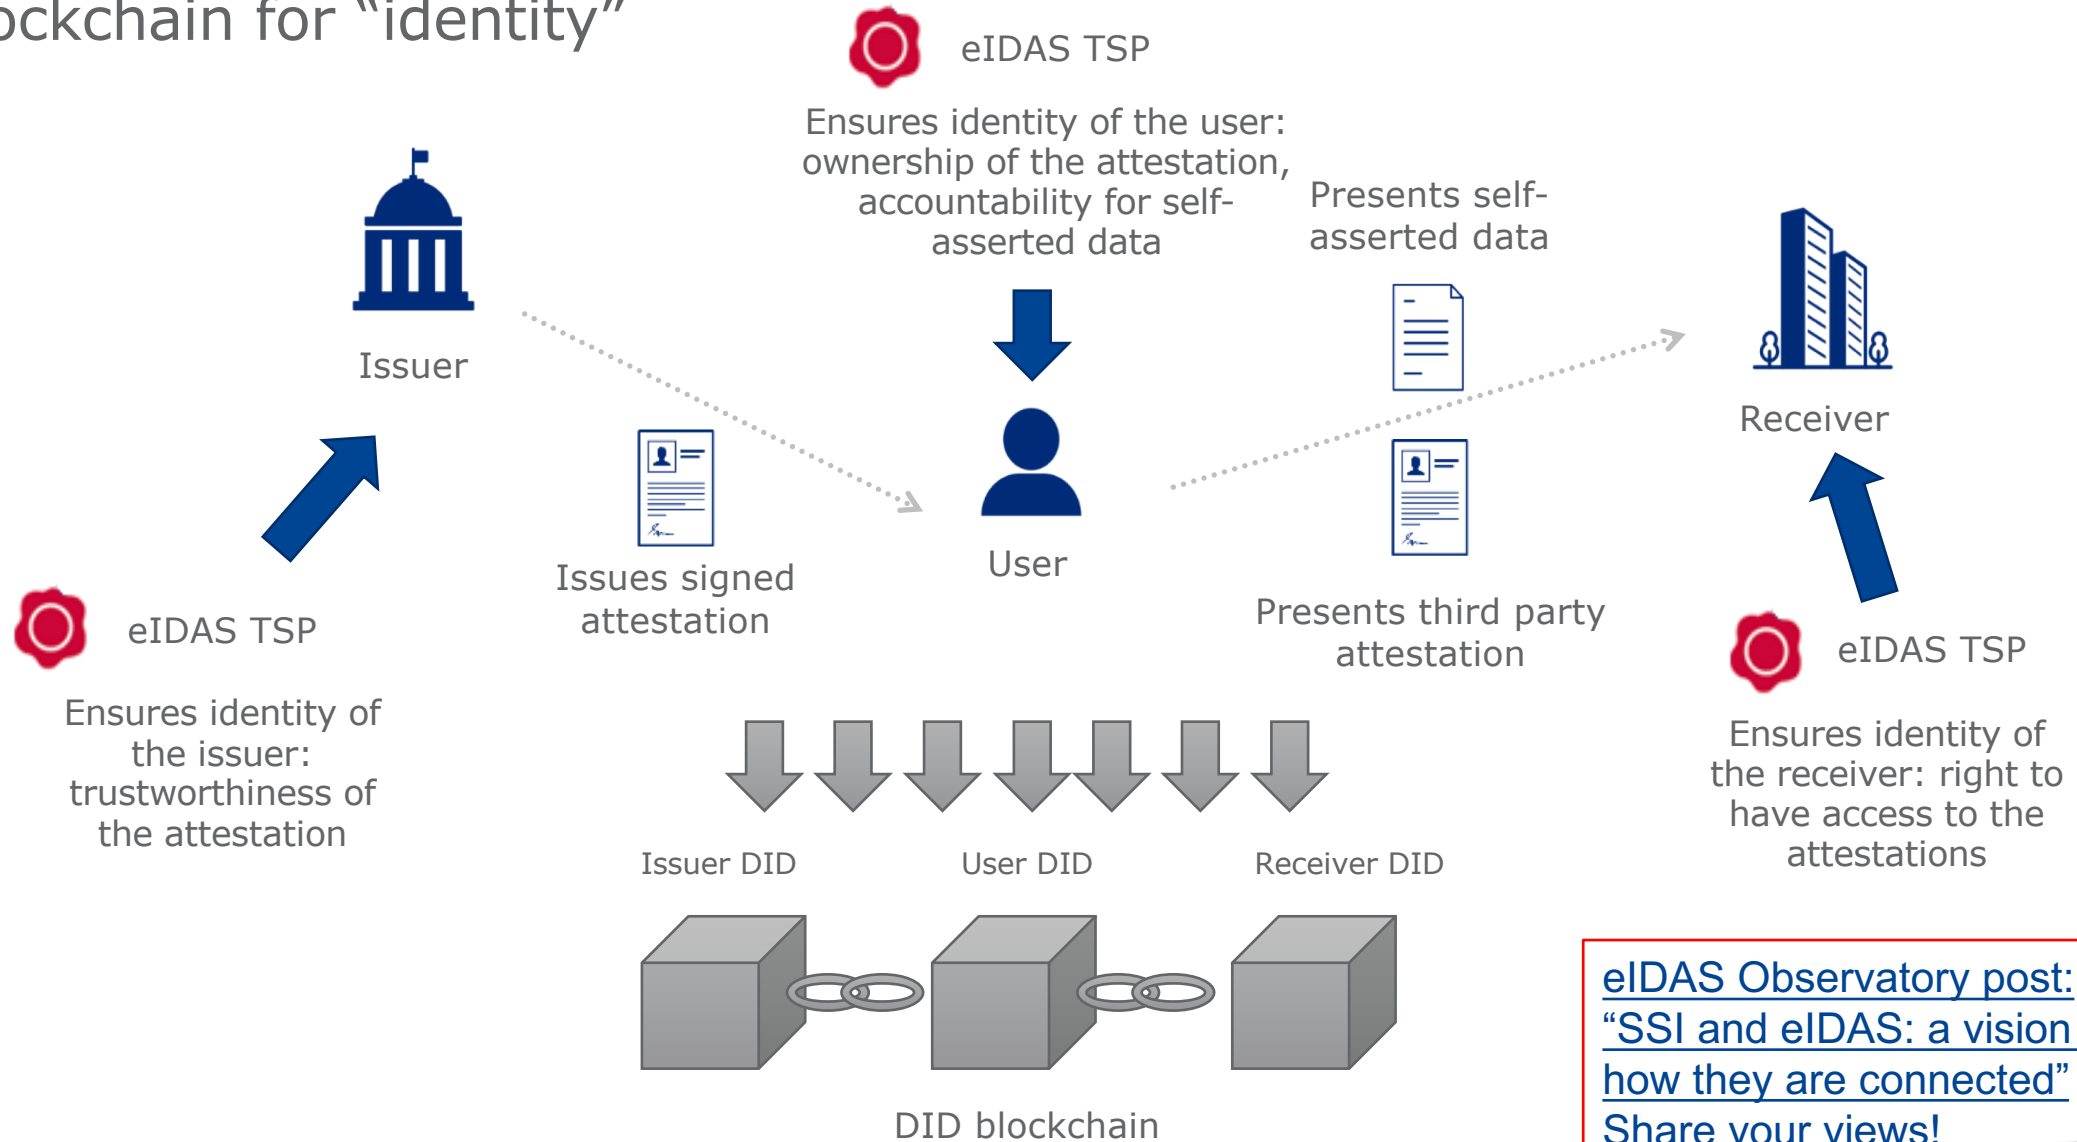 ockchain for “identity”
eIDAS TSP
Ensures identity of the user:
ownership of the attestation,
accountability for self-
asserted data
Presents self-
asserted data
Issuer
Receiver
User
Issues signed
attestation
Presents third party
attestation
eIDAS TSP
Ensures identity of
the issuer:
trustworthiness of
the attestation
eIDAS TSP
Ensures identity of
the receiver: right to
have access to the
attestations
Issuer DID
User DID
Receiver DID
DID blockchain
eIDAS Observatory post:
“SSI and eIDAS: a vision
how they are connected”
Share your views!